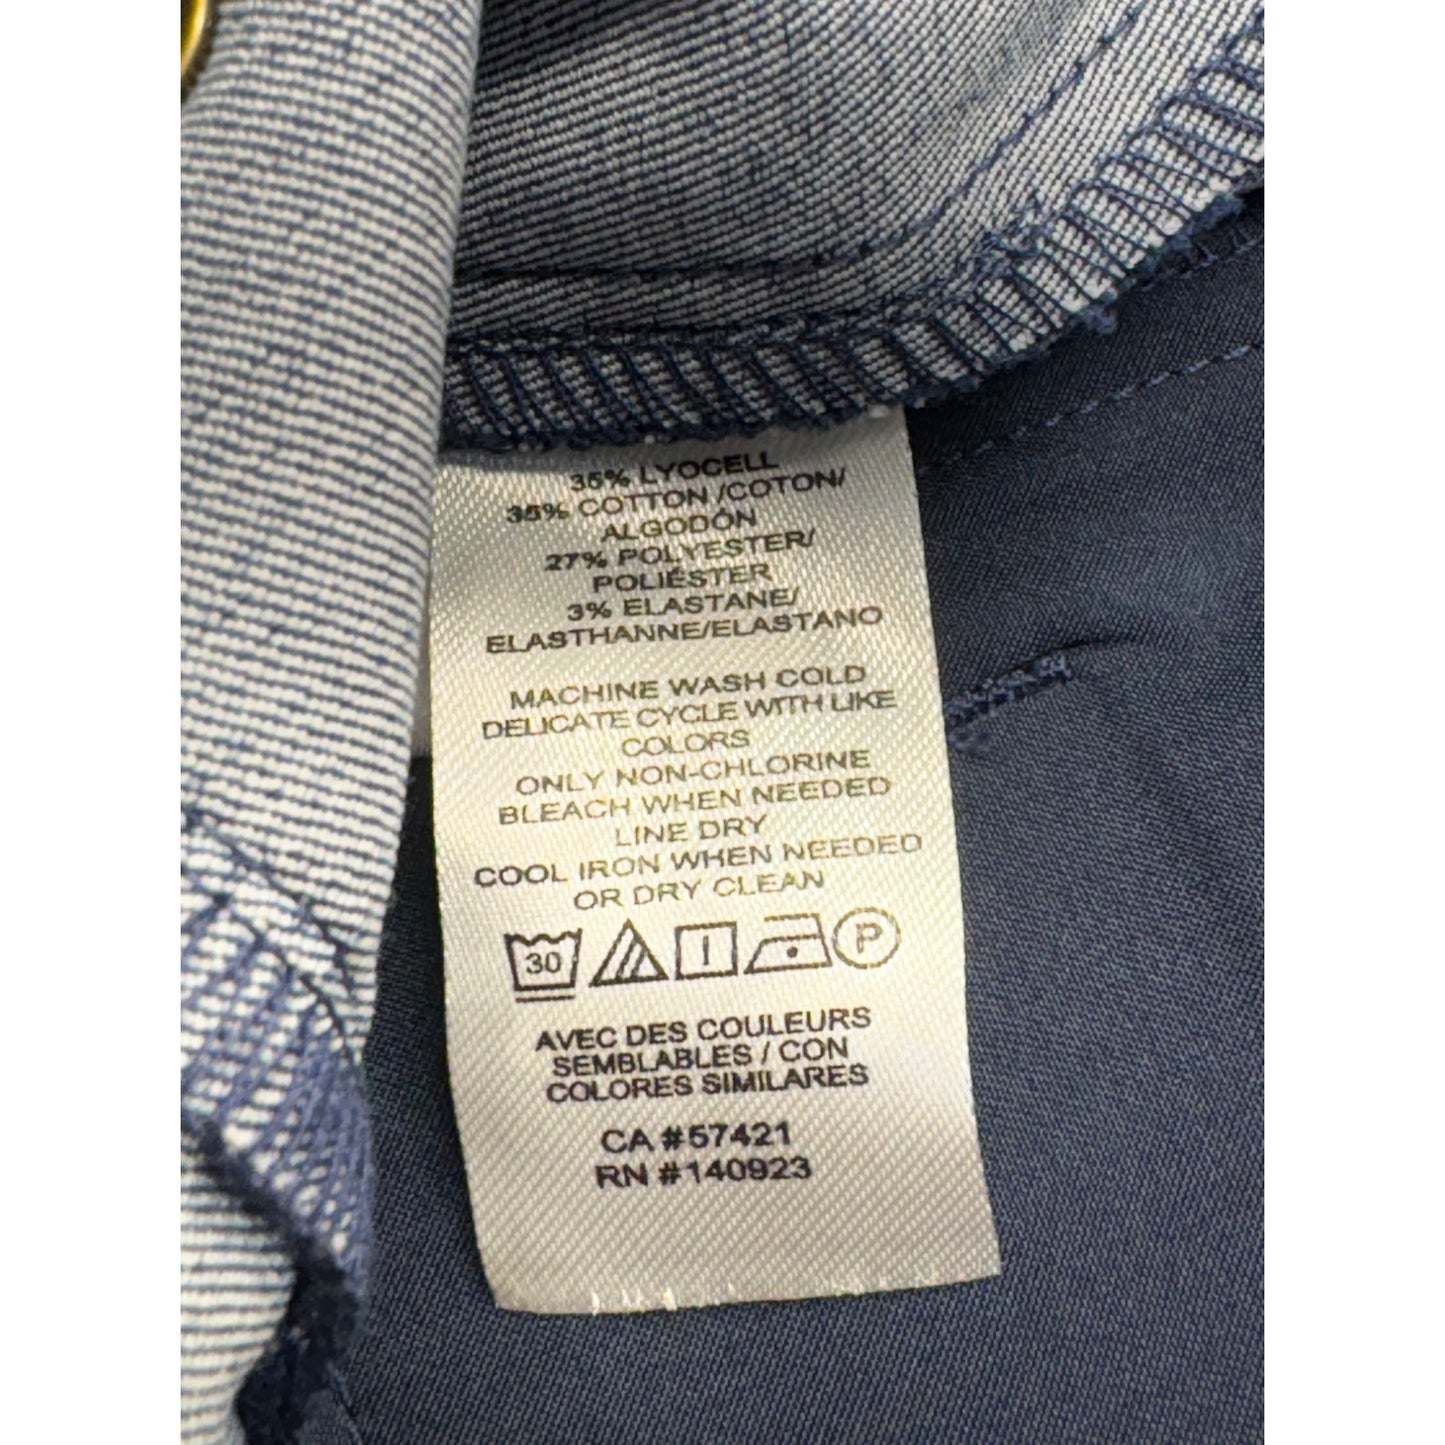 35% LYOCELL
35% COTTON /COTON/
ALGODÓN
27% POLYESTER/
POLIÉSTER
3% ELASTANE/
ELASTHANNE/ELASTANO
MACHINE WASH COLD
DELICATE CYCLE WITH LIKE
COLORS
ONLY NON-CHLORINE
BLEACH WHEN NEEDED
LINE DRY
COOL IRON WHEN NEEDED
OR DRY CLEAN
30 P
AVEC DES COULEURS
SEMBLABLES / CON
COLORES SIMILARES
CA #57421
RN #140923